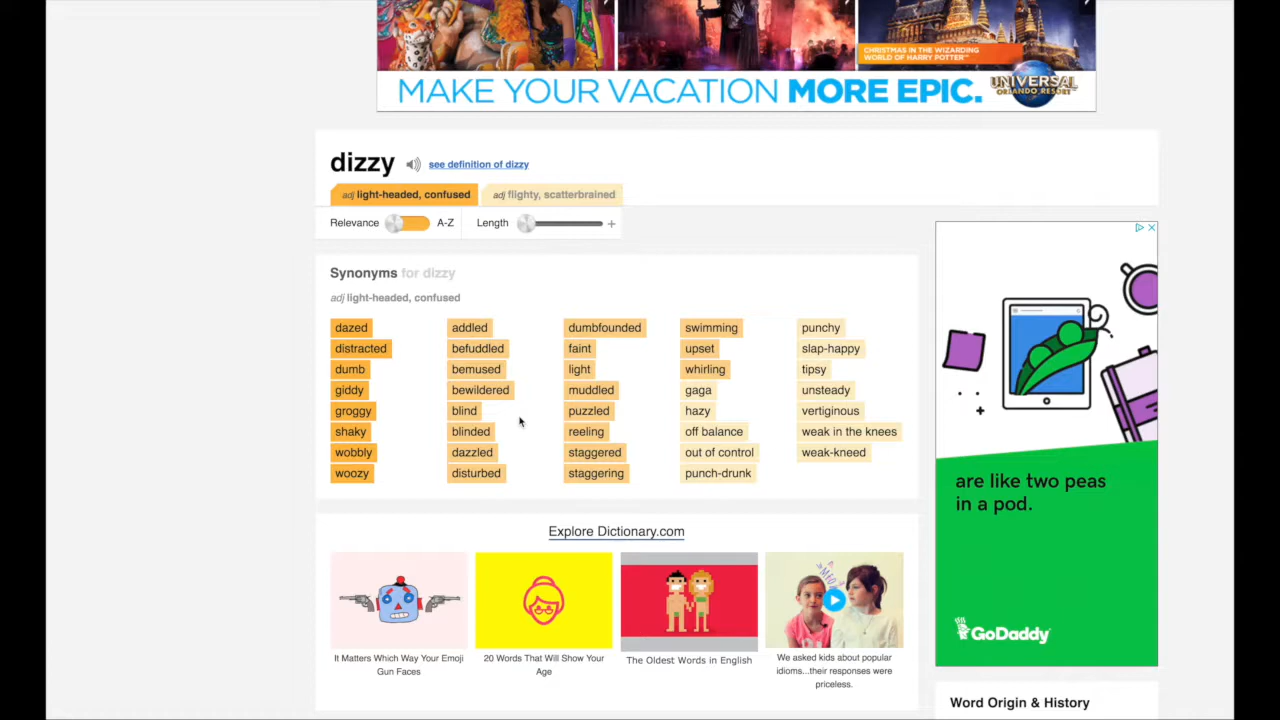 CHRISTMAS IN THE WIZARDING
WORLD OF HARRY POTTER™
MAKE YOUR VACATION MORE EPIC.
UNIVERSAL
ORLANDO RESORT
dizzy see definition of dizzy
adj light-headed, confused adj flighty, scatterbrained
Relevance A-Z Length +
Synonyms for dizzy
adj light-headed, confused
dazed addled dumbfounded swimming punchy
distracted befuddled faint upset slap-happy
dumb bemused light whirling tipsy
giddy bewildered muddled gaga unsteady
groggy blind puzzled hazy vertiginous
shaky blinded reeling off balance weak in the knees
wobbly dazzled staggered out of control weak-kneed
woozy disturbed staggering punch-drunk
are like two peas
in a pod.
GoDaddy
Explore Dictionary.com
It Matters Which Way Your Emoji
Gun Faces
20 Words That Will Show Your
Age
The Oldest Words in English
We asked kids about popular
idioms...their responses were
priceless.
Word Origin & History